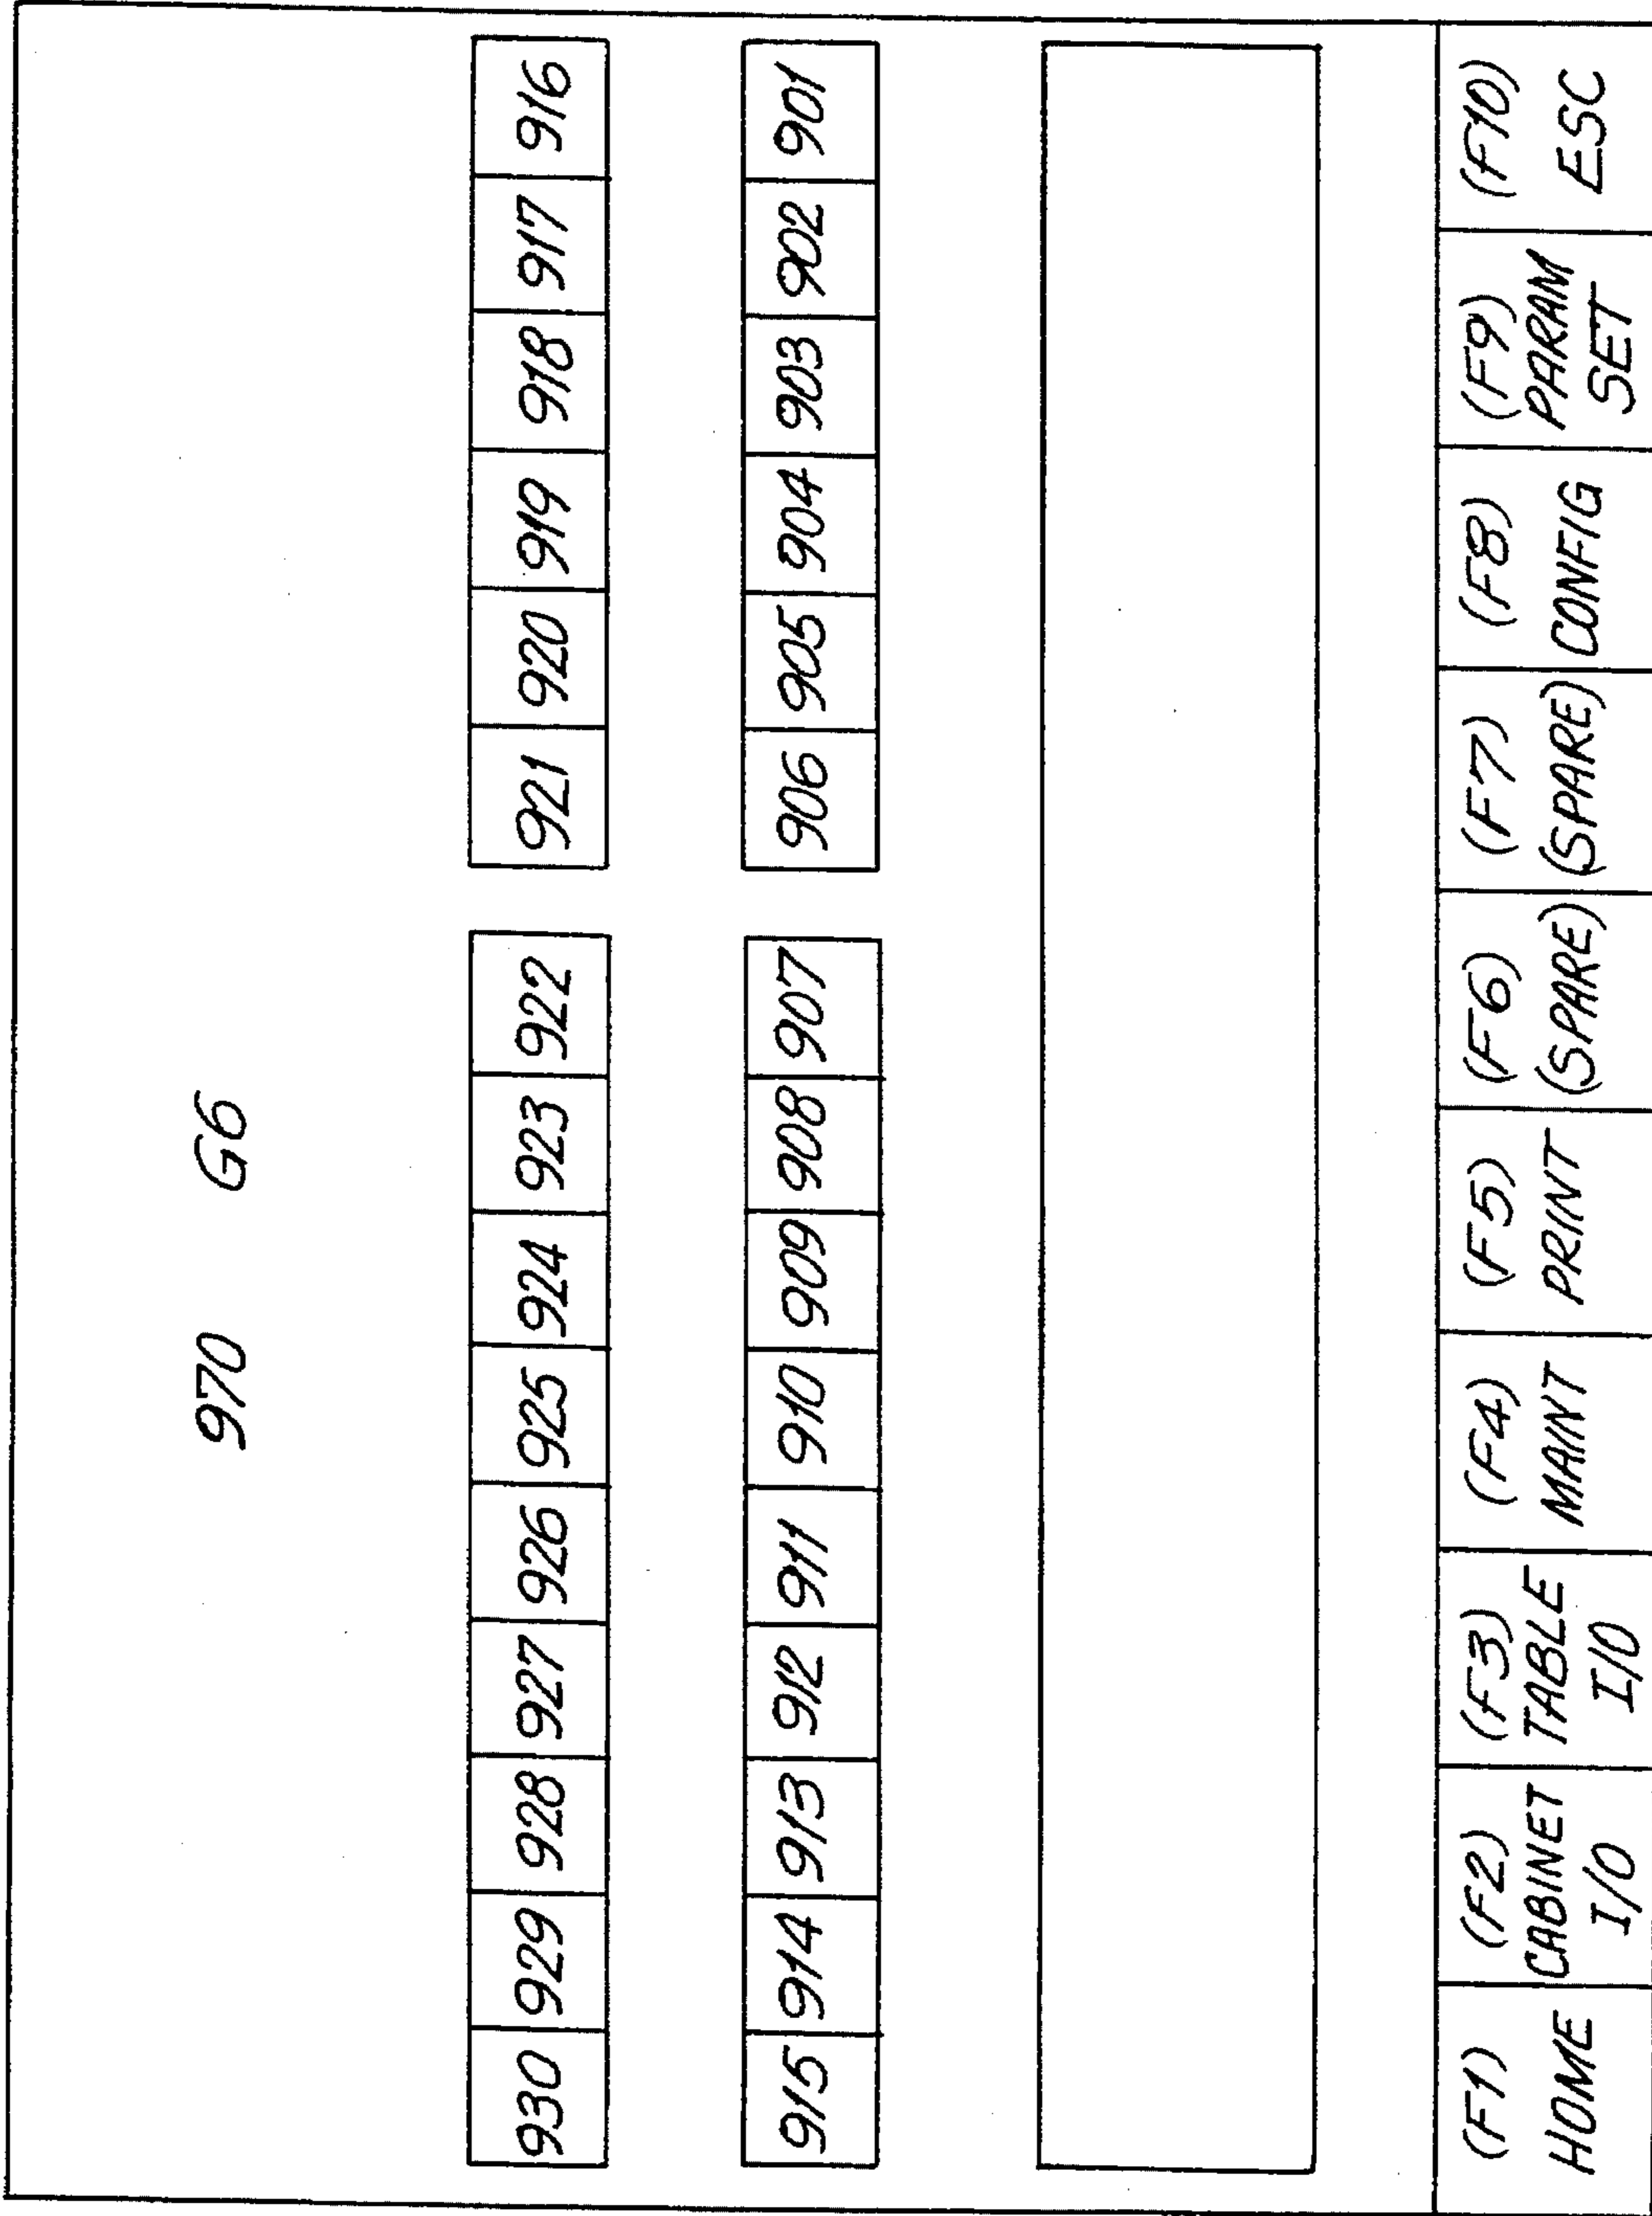 970 G6
930 929 928 927 926 925 924 923 922 921 920 919 918 917 916
915 914 913 912 911 910 909 908 907 906 905 904 903 902 901
(F1) (F2) (F3) (F4) (F5) (F6) (F7) (F8) (F9) (F10)
HOME CABINET TABLE MAINT PRINT (SPARE) (SPARE) CONFIG PARAM ESC
I/O I/O SET